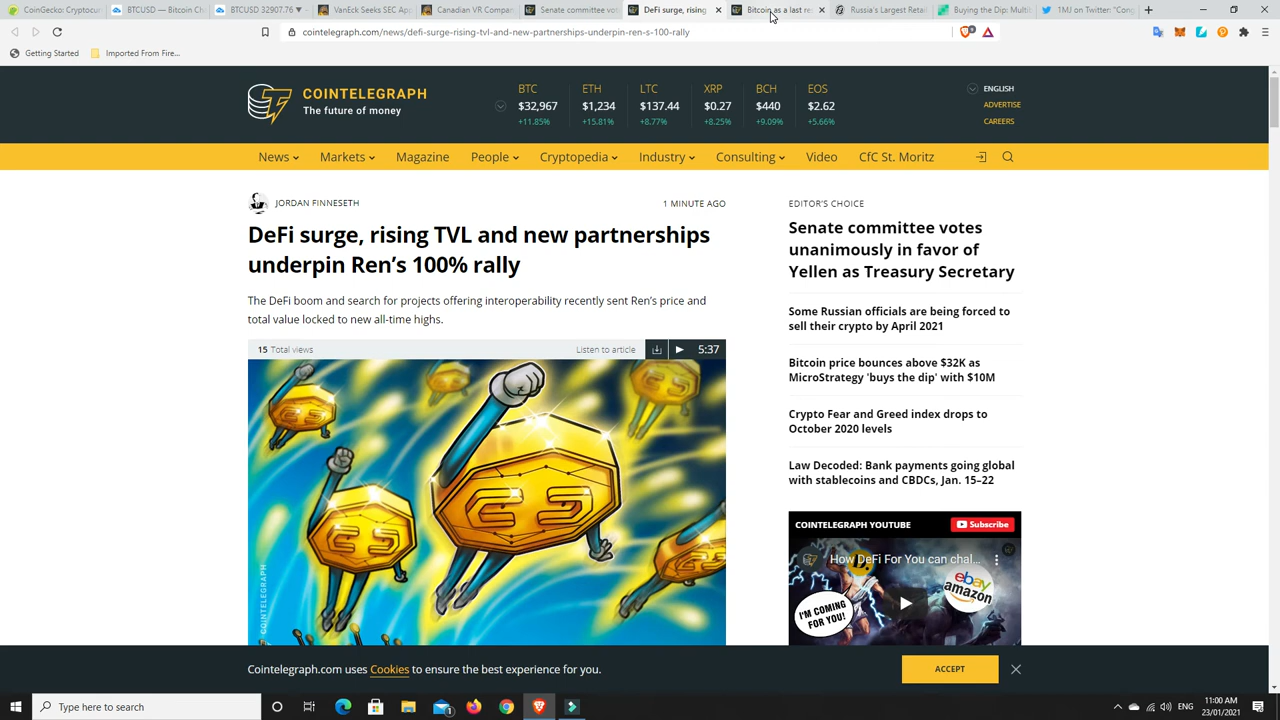 CoinGecko Cryptocur
BTCUSD — Bitcoin Ch
BTCUSD 32907.76
VanEck Seeks SEC App
Canadian VR Compan
Senate committee vot
DeFi surge, rising
Bitcoin as a last re
Russia's Largest Retail
Buying the Dip: Multi
1MJ on Twitter: "Cong
cointelegraph.com/news/defi-surge-rising-tvl-and-new-partnerships-underpin-ren-s-100-rally
Getting Started
Imported From Fire...
COINTELEGRAPH
The future of money
BTC
$32,967
+11.85%
ETH
$1,234
+15.81%
LTC
$137.44
+8.77%
XRP
$0.27
+8.25%
BCH
$440
+9.09%
EOS
$2.62
+5.66%
ENGLISH
ADVERTISE
CAREERS
News
Markets
Magazine
People
Cryptopedia
Industry
Consulting
Video
CfC St. Moritz
JORDAN FINNESETH
1 MINUTE AGO
DeFi surge, rising TVL and new partnerships
underpin Ren's 100% rally
The DeFi boom and search for projects offering interoperability recently sent Ren's price and
total value locked to new all-time highs.
15 Total views
Listen to article
5:37
COINTELEGRAPH
EDITOR'S CHOICE
Senate committee votes
unanimously in favor of
Yellen as Treasury Secretary
Some Russian officials are being forced to
sell their crypto by April 2021
Bitcoin price bounces above $32K as
MicroStrategy 'buys the dip' with $10M
Crypto Fear and Greed index drops to
October 2020 levels
Law Decoded: Bank payments going global
with stablecoins and CBDCs, Jan. 15–22
COINTELEGRAPH YOUTUBE
Subscribe
How DeFi For You can chal...
ebay
amazon
I'M COMING
FOR YOU!
Cointelegraph.com uses Cookies to ensure the best experience for you.
ACCEPT
Type here to search
ENG
11:00 AM
23/01/2021